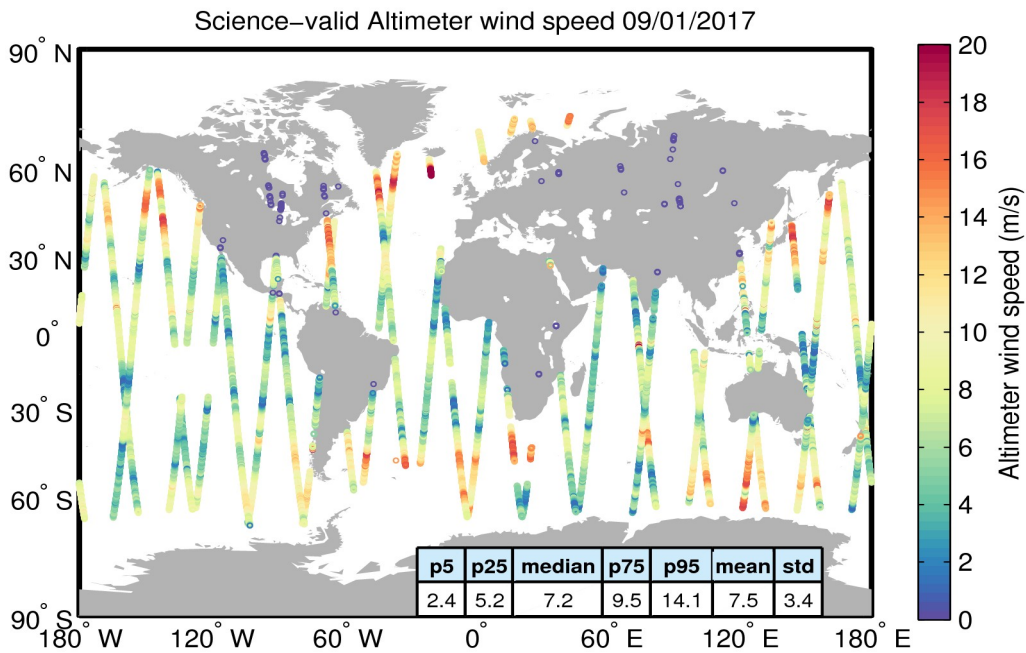 Science−valid Altimeter wind speed 09/01/2017
90° N
60° N
30° N
0°
30° S
60° S
90° S
180° W
120° W
60° W
0°
60° E
120° E
180° E
p5 p25 median p75 p95 mean std
2.4 5.2 7.2 9.5 14.1 7.5 3.4
20
18
16
14
12
10
8
6
4
2
0
Altimeter wind speed (m/s)